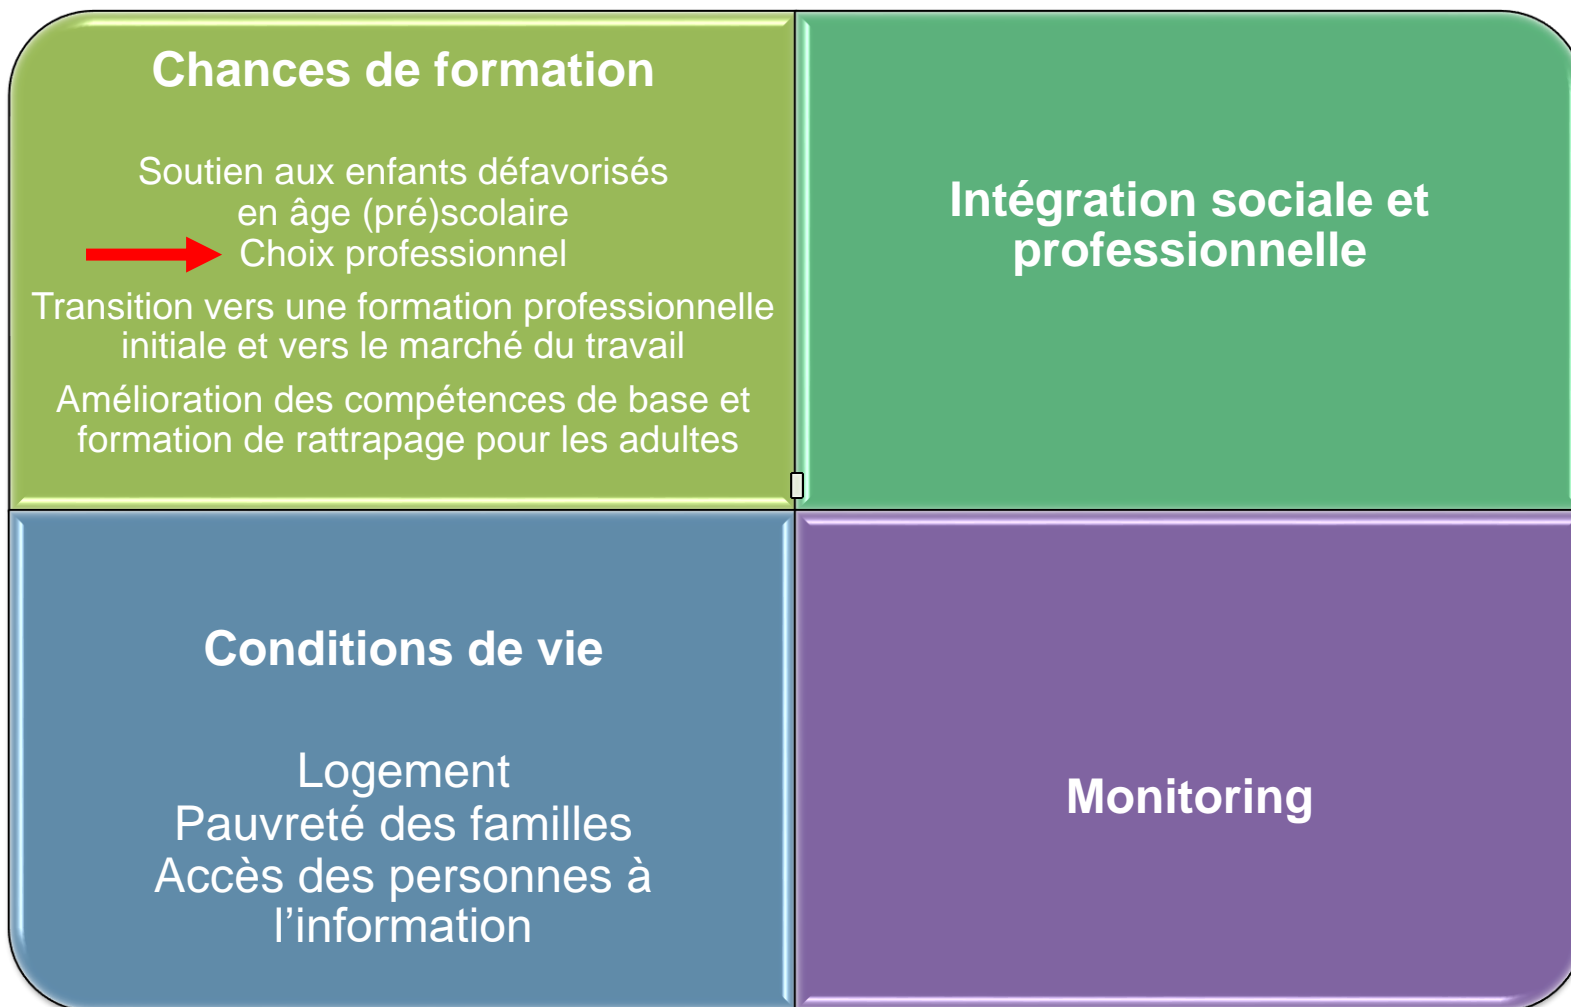 Chances de formation
Soutien aux enfants défavorisés
en âge (pré)scolaire
Choix professionnel
Transition vers une formation professionnelle
initiale et vers le marché du travail
Amélioration des compétences de base et
formation de rattrapage pour les adultes
Intégration sociale et
professionnelle
Conditions de vie
Logement
Pauvreté des familles
Accès des personnes à
l’information
Monitoring